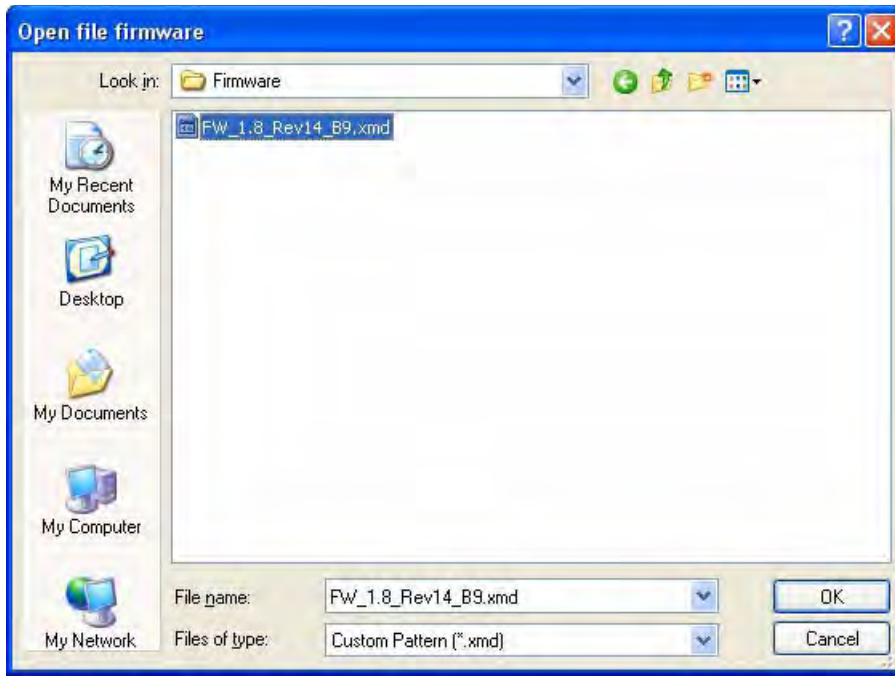 Open file firmware
Look in:
Firmware
FW_1.8_Rev14_B9.xmd
My Recent
Documents
Desktop
My Documents
My Computer
My Network
File name:
FW_1.8_Rev14_B9.xmd
OK
Files of type:
Custom Pattern (*.xmd)
Cancel